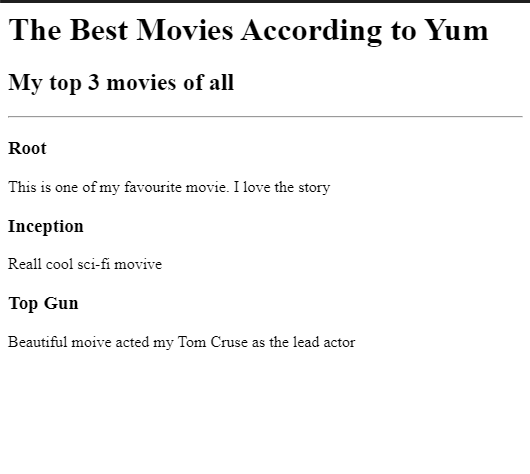 The Best Movies According to Yum
My top 3 movies of all
Root
This is one of my favourite movie. I love the story
Inception
Reall cool sci-fi movive
Top Gun
Beautiful moive acted my Tom Cruse as the lead actor